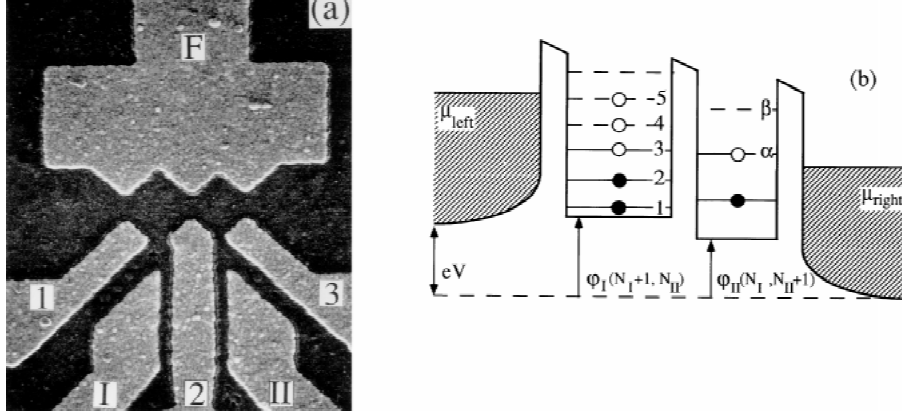 (a)
F
1
I
2
II
3
(b)
μleft
5
4
3
2
1
β
α
μright
eV
φI(NI+1, NII)
φII(NI, NII+1)